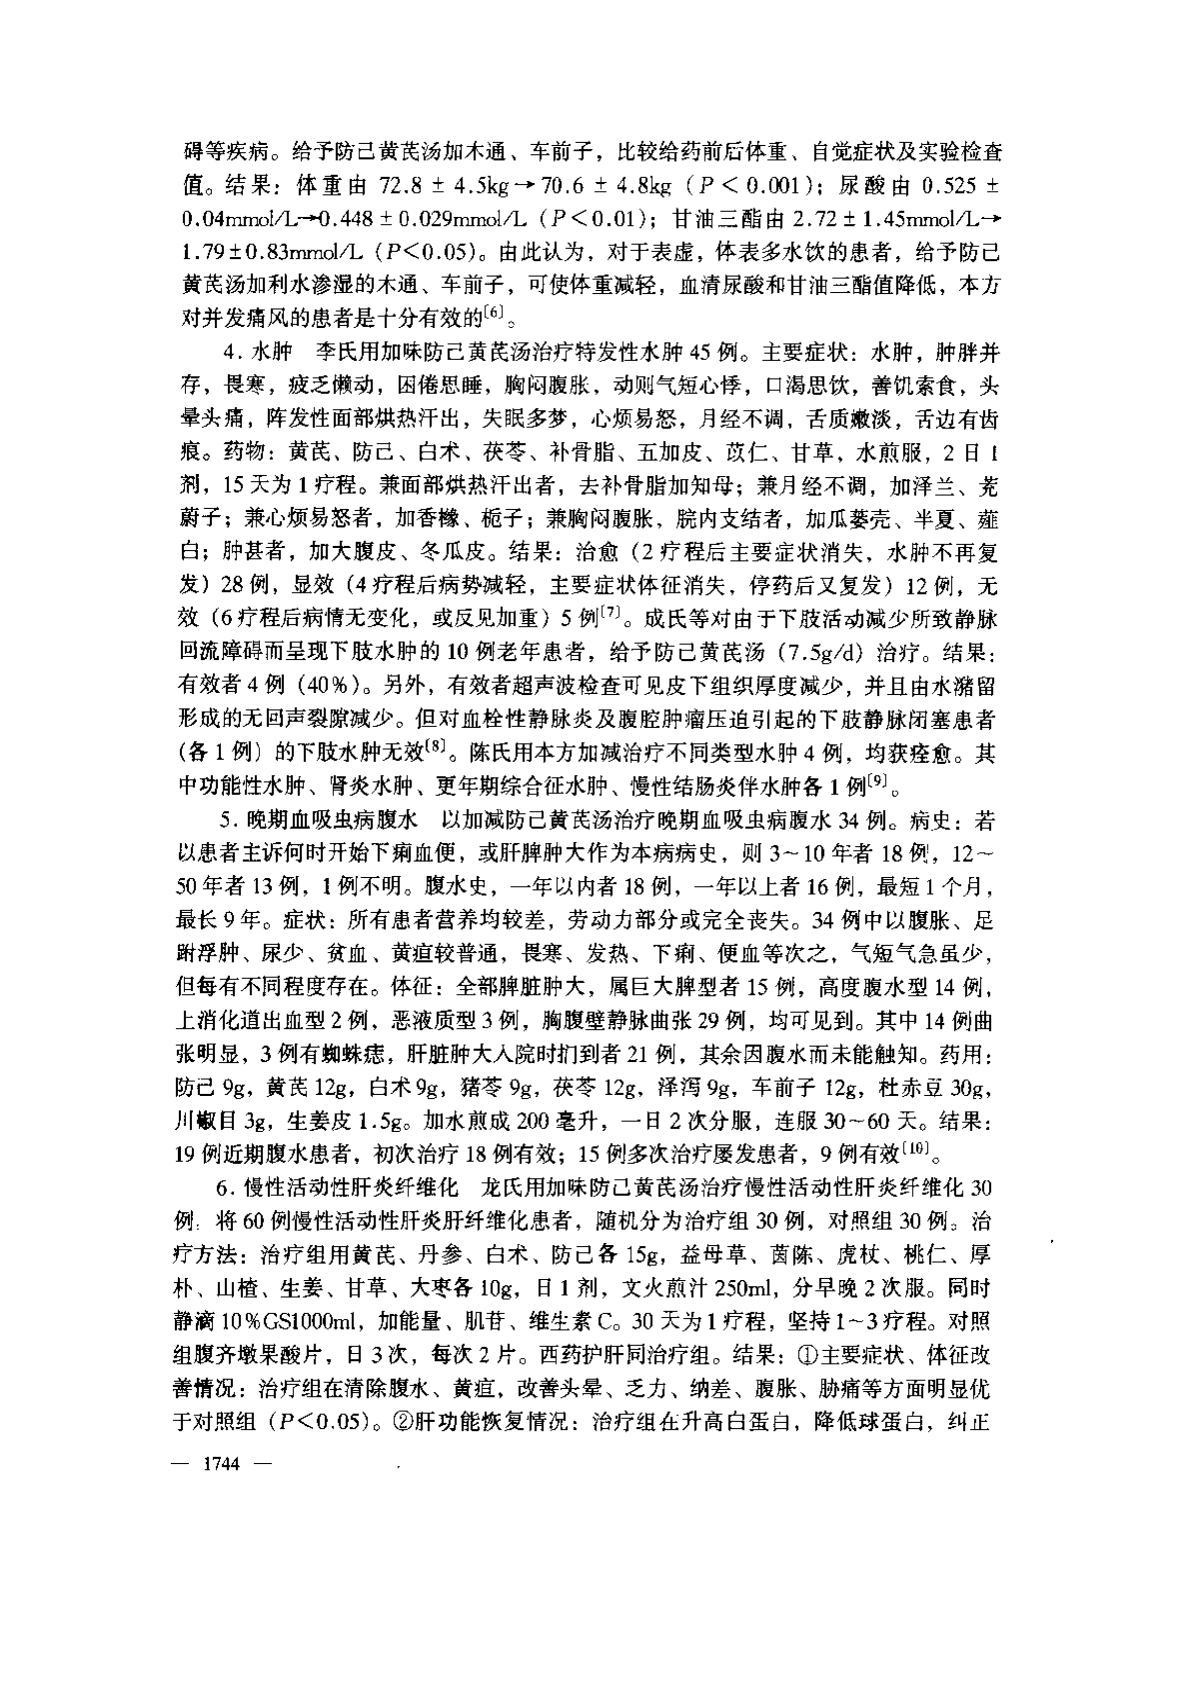 碍等疾病。给予防己黄芪汤加木通、车前子，比较给药前后体重、自觉症状及实验检查
值。结果：体重由 72.8 ± 4.5kg→70.6 ± 4.8kg（P < 0.001）；尿酸由 0.525 ±
0.04mmol/L→0.448 ± 0.029mmol/L（P<0.01）；甘油三酯由 2.72 ± 1.45mmol/L→
1.79±0.83mmol/L（P<0.05）。由此认为，对于表虚，体表多水饮的患者，给予防己
黄芪汤加利水渗湿的木通、车前子，可使体重减轻，血清尿酸和甘油三酯值降低，本方
对并发痛风的患者是十分有效的〔6〕。
4. 水肿　李氏用加味防己黄芪汤治疗特发性水肿 45 例。主要症状：水肿，肿胖并
存，畏寒，疲乏懒动，困倦思睡，胸闷腹胀，动则气短心悸，口渴思饮，善饥索食，头
晕头痛，阵发性面部烘热汗出，失眠多梦，心烦易怒，月经不调，舌质嫩淡，舌边有齿
痕。药物：黄芪、防己、白术、茯苓、补骨脂、五加皮、苡仁、甘草，水煎服，2 日 1
剂，15 天为 1 疗程。兼面部烘热汗出者，去补骨脂加知母；兼月经不调，加泽兰、茺
蔚子；兼心烦易怒者，加香橼、栀子；兼胸闷腹胀，脘内支结者，加瓜蒌壳、半夏、薤
白；肿甚者，加大腹皮、冬瓜皮。结果：治愈（2 疗程后主要症状消失，水肿不再复
发）28 例，显效（4 疗程后病势减轻，主要症状体征消失，停药后又复发）12 例，无
效（6 疗程后病情无变化，或反见加重）5 例〔7〕。成氏等对由于下肢活动减少所致静脉
回流障碍而呈现下肢水肿的 10 例老年患者，给予防己黄芪汤（7.5g/d）治疗。结果：
有效者 4 例（40%）。另外，有效者超声波检查可见皮下组织厚度减少，并且由水潴留
形成的无回声裂隙减少。但对血栓性静脉炎及腹腔肿瘤压迫引起的下肢静脉闭塞患者
（各 1 例）的下肢水肿无效〔8〕。陈氏用本方加减治疗不同类型水肿 4 例，均获痊愈。其
中功能性水肿、肾炎水肿、更年期综合征水肿、慢性结肠炎伴水肿各 1 例〔9〕。
5. 晚期血吸虫病腹水　以加减防己黄芪汤治疗晚期血吸虫病腹水 34 例。病史：若
以患者主诉何时开始下痢血便，或肝脾肿大作为本病病史，则 3～10 年者 18 例，12～
50 年者 13 例，1 例不明。腹水史，一年以内者 18 例，一年以上者 16 例，最短 1 个月，
最长 9 年。症状：所有患者营养均较差，劳动力部分或完全丧失。34 例中以腹胀、足
跗浮肿、尿少、贫血、黄疸较普通，畏寒、发热、下痢、便血等次之，气短气急虽少，
但每有不同程度存在。体征：全部脾脏肿大，属巨大脾型者 15 例，高度腹水型 14 例，
上消化道出血型 2 例，恶液质型 3 例，胸腹壁静脉曲张 29 例，均可见到。其中 14 例曲
张明显，3 例有蜘蛛痣，肝脏肿大入院时扪到者 21 例，其余因腹水而未能触知。药用：
防己 9g，黄芪 12g，白术 9g，猪苓 9g，茯苓 12g，泽泻 9g，车前子 12g，杜赤豆 30g，
川椒目 3g，生姜皮 1.5g。加水煎成 200 毫升，一日 2 次分服，连服 30～60 天。结果：
19 例近期腹水患者，初次治疗 18 例有效；15 例多次治疗屡发患者，9 例有效〔10〕。
6. 慢性活动性肝炎纤维化　龙氏用加味防己黄芪汤治疗慢性活动性肝炎纤维化 30
例。将 60 例慢性活动性肝炎肝纤维化患者，随机分为治疗组 30 例，对照组 30 例。治
疗方法：治疗组用黄芪、丹参、白术、防己各 15g，益母草、茵陈、虎杖、桃仁、厚
朴、山楂、生姜、甘草、大枣各 10g，日 1 剂，文火煎汁 250ml，分早晚 2 次服。同时
静滴 10%GS1000ml，加能量、肌苷、维生素 C。30 天为 1 疗程，坚持 1～3 疗程。对照
组腹齐墩果酸片，日 3 次，每次 2 片。西药护肝同治疗组。结果：①主要症状、体征改
善情况：治疗组在清除腹水、黄疸，改善头晕、乏力、纳差、腹胀、胁痛等方面明显优
于对照组（P<0.05）。②肝功能恢复情况：治疗组在升高白蛋白，降低球蛋白，纠正
— 1744 —